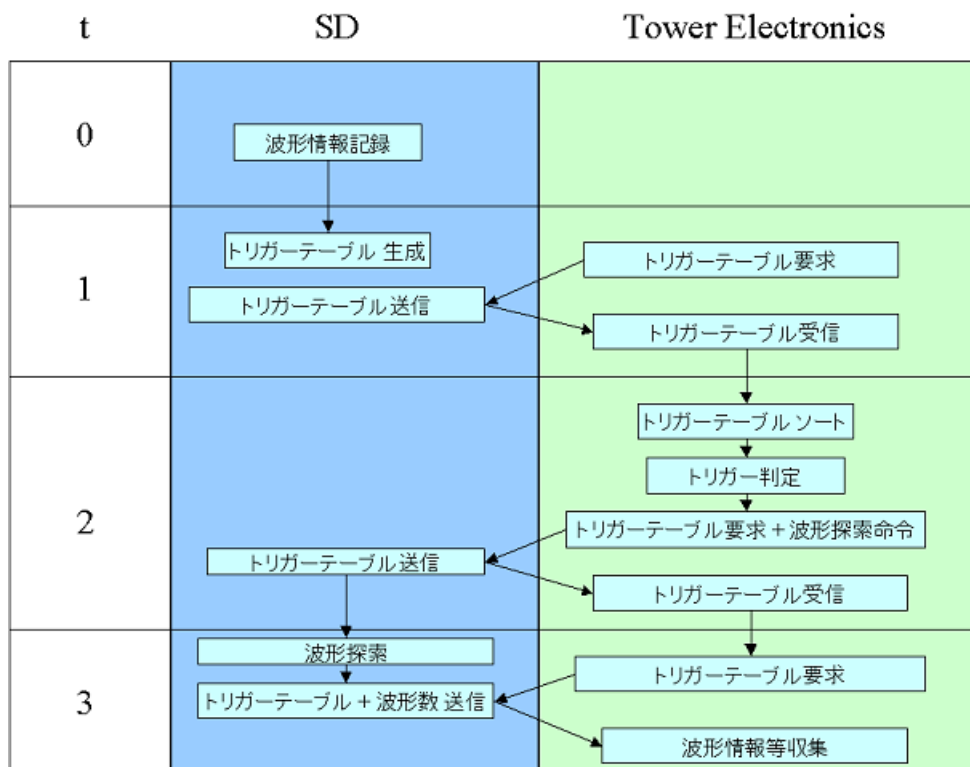 t SD Tower Electronics
0
波形情報記録
1
トリガーテーブル 生成
トリガーテーブル要求
トリガーテーブル 送信
トリガーテーブル受信
2
トリガーテーブル ソート
トリガー判定
トリガーテーブル要求 + 波形探索命令
トリガーテーブル 送信
トリガーテーブル受信
3
波形探索
トリガーテーブル要求
トリガーテーブル + 波形数 送信
波形情報等収集